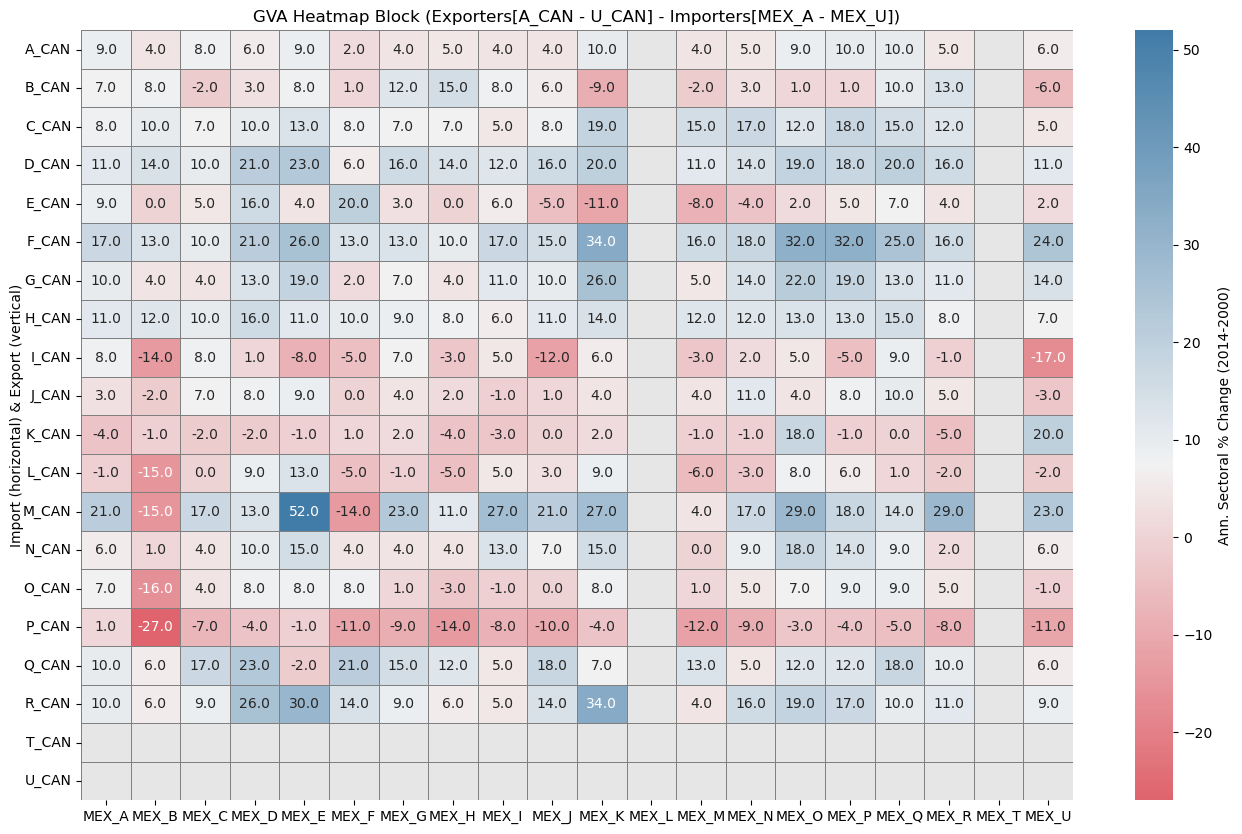 GVA Heatmap Block (Exporters[A_CAN - U_CAN] - Importers[MEX_A - MEX_U])
Import (horizontal) & Export (vertical)
A_CAN 9.0 4.0 8.0 6.0 9.0 2.0 4.0 5.0 4.0 4.0 10.0 4.0 5.0 9.0 10.0 10.0 5.0 6.0
B_CAN 7.0 8.0 -2.0 3.0 8.0 1.0 12.0 15.0 8.0 6.0 -9.0 -2.0 3.0 1.0 1.0 10.0 13.0 -6.0
C_CAN 8.0 10.0 7.0 10.0 13.0 8.0 7.0 7.0 5.0 8.0 19.0 15.0 17.0 12.0 18.0 15.0 12.0 5.0
D_CAN 11.0 14.0 10.0 21.0 23.0 6.0 16.0 14.0 12.0 16.0 20.0 11.0 14.0 19.0 18.0 20.0 16.0 11.0
E_CAN 9.0 0.0 5.0 16.0 4.0 20.0 3.0 0.0 6.0 -5.0 -11.0 -8.0 -4.0 2.0 5.0 7.0 4.0 2.0
F_CAN 17.0 13.0 10.0 21.0 26.0 13.0 13.0 10.0 17.0 15.0 34.0 16.0 18.0 32.0 32.0 25.0 16.0 24.0
G_CAN 10.0 4.0 4.0 13.0 19.0 2.0 7.0 4.0 11.0 10.0 26.0 5.0 14.0 22.0 19.0 13.0 11.0 14.0
H_CAN 11.0 12.0 10.0 16.0 11.0 10.0 9.0 8.0 6.0 11.0 14.0 12.0 12.0 13.0 13.0 15.0 8.0 7.0
I_CAN 8.0 -14.0 8.0 1.0 -8.0 -5.0 7.0 -3.0 5.0 -12.0 6.0 -3.0 2.0 5.0 -5.0 9.0 -1.0 -17.0
J_CAN 3.0 -2.0 7.0 8.0 9.0 0.0 4.0 2.0 -1.0 1.0 4.0 4.0 11.0 4.0 8.0 10.0 5.0 -3.0
K_CAN -4.0 -1.0 -2.0 -2.0 -1.0 1.0 2.0 -4.0 -3.0 0.0 2.0 -1.0 -1.0 18.0 -1.0 0.0 -5.0 20.0
L_CAN -1.0 -15.0 0.0 9.0 13.0 -5.0 -1.0 -5.0 5.0 3.0 9.0 -6.0 -3.0 8.0 6.0 1.0 -2.0 -2.0
M_CAN 21.0 -15.0 17.0 13.0 52.0 -14.0 23.0 11.0 27.0 21.0 27.0 4.0 17.0 29.0 18.0 14.0 29.0 23.0
N_CAN 6.0 1.0 4.0 10.0 15.0 4.0 4.0 4.0 13.0 7.0 15.0 0.0 9.0 18.0 14.0 9.0 2.0 6.0
O_CAN 7.0 -16.0 4.0 8.0 8.0 8.0 1.0 -3.0 -1.0 0.0 8.0 1.0 5.0 7.0 9.0 9.0 5.0 -1.0
P_CAN 1.0 -27.0 -7.0 -4.0 -1.0 -11.0 -9.0 -14.0 -8.0 -10.0 -4.0 -12.0 -9.0 -3.0 -4.0 -5.0 -8.0 -11.0
Q_CAN 10.0 6.0 17.0 23.0 -2.0 21.0 15.0 12.0 5.0 18.0 7.0 13.0 5.0 12.0 12.0 18.0 10.0 6.0
R_CAN 10.0 6.0 9.0 26.0 30.0 14.0 9.0 6.0 5.0 14.0 34.0 4.0 16.0 19.0 17.0 10.0 11.0 9.0
T_CAN
U_CAN
MEX_A MEX_B MEX_C MEX_D MEX_E MEX_F MEX_G MEX_H MEX_I MEX_J MEX_K MEX_L MEX_M MEX_N MEX_O MEX_P MEX_Q MEX_R MEX_T MEX_U
50
40
30
20
10
0
−10
−20
Ann. Sectoral % Change (2014-2000)